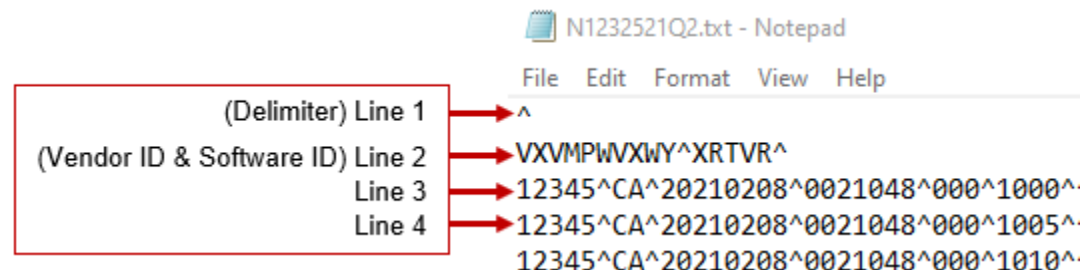 N1232521Q2.txt - Notepad
File Edit Format View Help
(Delimiter) Line 1
^
(Vendor ID & Software ID) Line 2
VXVMPWVXWY^XRTVR^
Line 3
12345^CA^20210208^0021048^000^1000^
Line 4
12345^CA^20210208^0021048^000^1005^
12345^CA^20210208^0021048^000^1010^